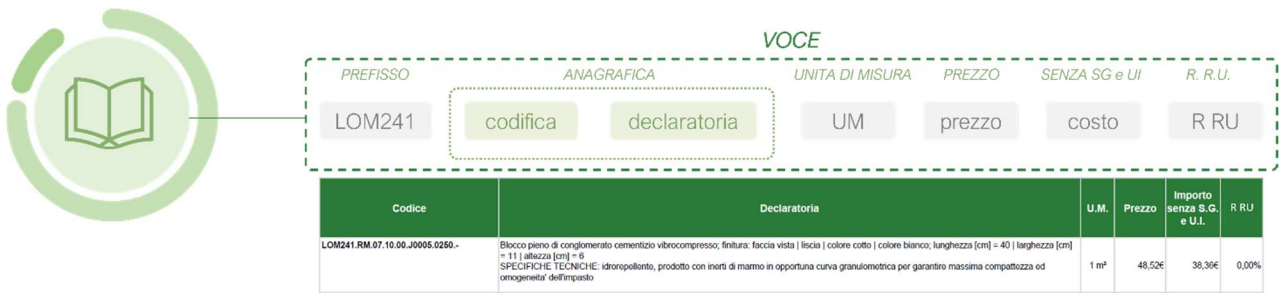 VOCE
PREFISSO ANAGRAFICA UNITA DI MISURA PREZZO SENZA SG e UI R. R.U.
LOM241 codifica declaratoria UM prezzo costo R RU
Codice Declaratoria U.M. Prezzo Importo senza S.G. e U.I. R RU
LOM241.RM.07.10.00.J0005.0250.- Blocco pieno di conglomerato cementizio vibrocompresso; finitura: faccia vista | liscia | colore cotto | colore bianco; lunghezza [cm] = 40 | larghezza [cm]
= 11 | altezza [cm] = 6
SPECIFICHE TECNICHE: idrorepellente, prodotto con inerti di marmo in opportuna curva granulometrica per garantire massima compattezza ed
omogeneita' dell'impasto
1 m² 48,52€ 38,36€ 0,00%